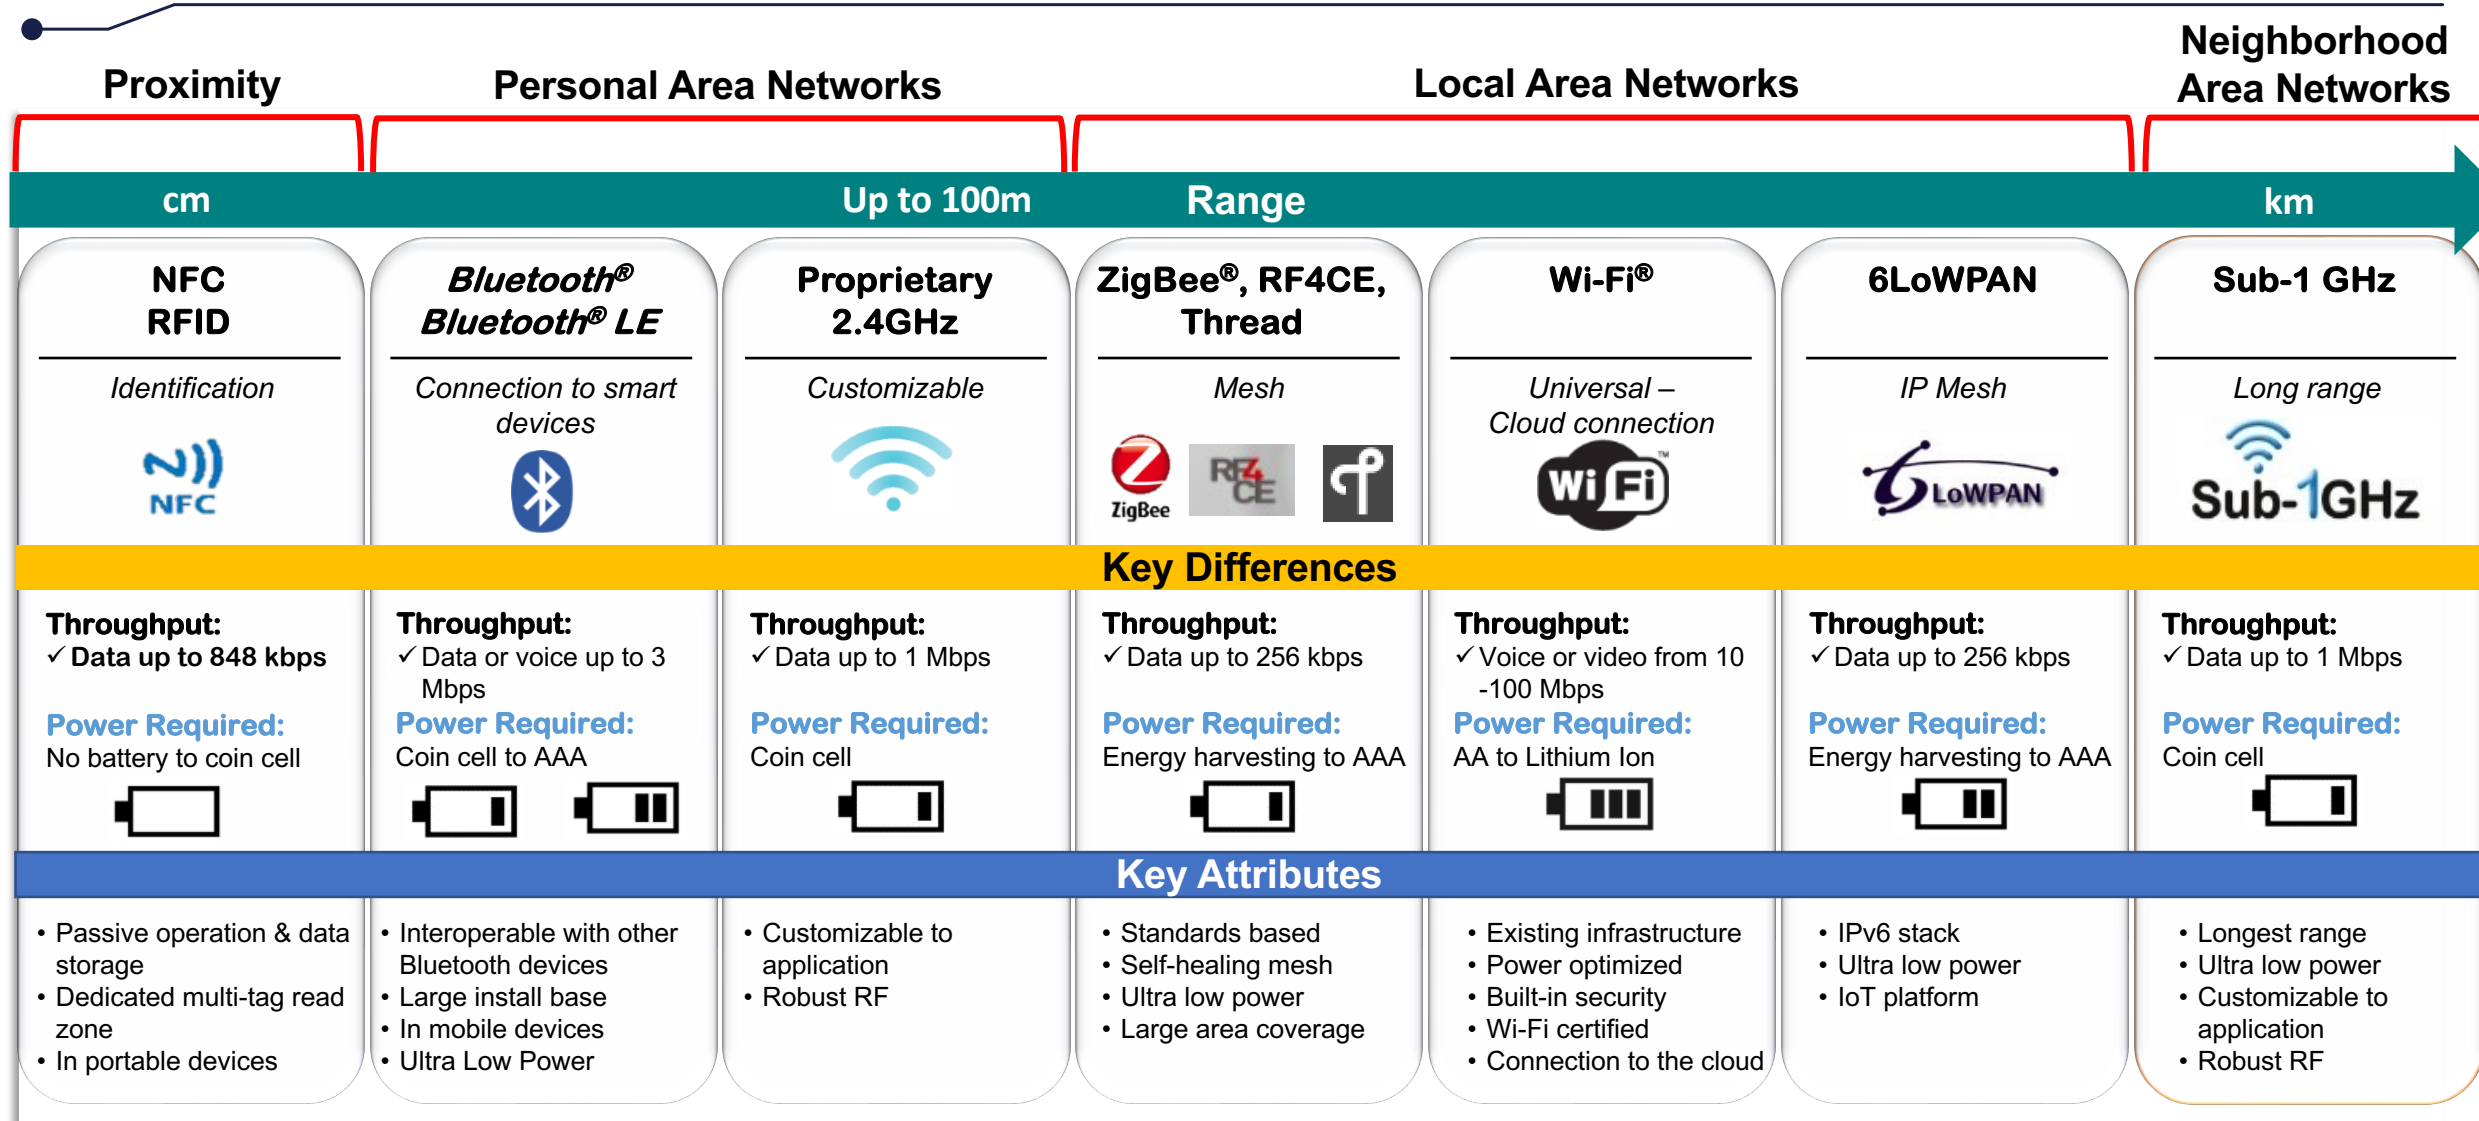 Proximity
Personal Area Networks
Local Area Networks
Neighborhood
Area Networks
cm
Up to 100m
Range
km
NFC
RFID
Identification
NFC
Bluetooth®
Bluetooth® LE
Connection to smart
devices
Proprietary
2.4GHz
Customizable
ZigBee®, RF4CE,
Thread
Mesh
ZigBee
RF4CE
Wi-Fi®
Universal –
Cloud connection
Wi Fi™
6LoWPAN
IP Mesh
6LoWPAN
Sub-1 GHz
Long range
Sub-1GHz
Key Differences
Throughput:
✓ Data up to 848 kbps
Power Required:
No battery to coin cell
Throughput:
✓ Data or voice up to 3
Mbps
Power Required:
Coin cell to AAA
Throughput:
✓ Data up to 1 Mbps
Power Required:
Coin cell
Throughput:
✓ Data up to 256 kbps
Power Required:
Energy harvesting to AAA
Throughput:
✓ Voice or video from 10
-100 Mbps
Power Required:
AA to Lithium Ion
Throughput:
✓ Data up to 256 kbps
Power Required:
Energy harvesting to AAA
Throughput:
✓ Data up to 1 Mbps
Power Required:
Coin cell
Key Attributes
• Passive operation & data
storage
• Dedicated multi-tag read
zone
• In portable devices
• Interoperable with other
Bluetooth devices
• Large install base
• In mobile devices
• Ultra Low Power
• Customizable to
application
• Robust RF
• Standards based
• Self-healing mesh
• Ultra low power
• Large area coverage
• Existing infrastructure
• Power optimized
• Built-in security
• Wi-Fi certified
• Connection to the cloud
• IPv6 stack
• Ultra low power
• IoT platform
• Longest range
• Ultra low power
• Customizable to
application
• Robust RF